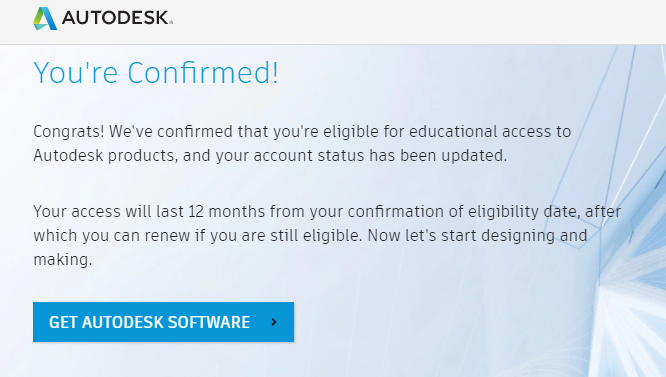 AUTODESK®
You're Confirmed!
Congrats! We've confirmed that you're eligible for educational access to
Autodesk products, and your account status has been updated.
Your access will last 12 months from your confirmation of eligibility date, after
which you can renew if you are still eligible. Now let's start designing and
making.
GET AUTODESK SOFTWARE >